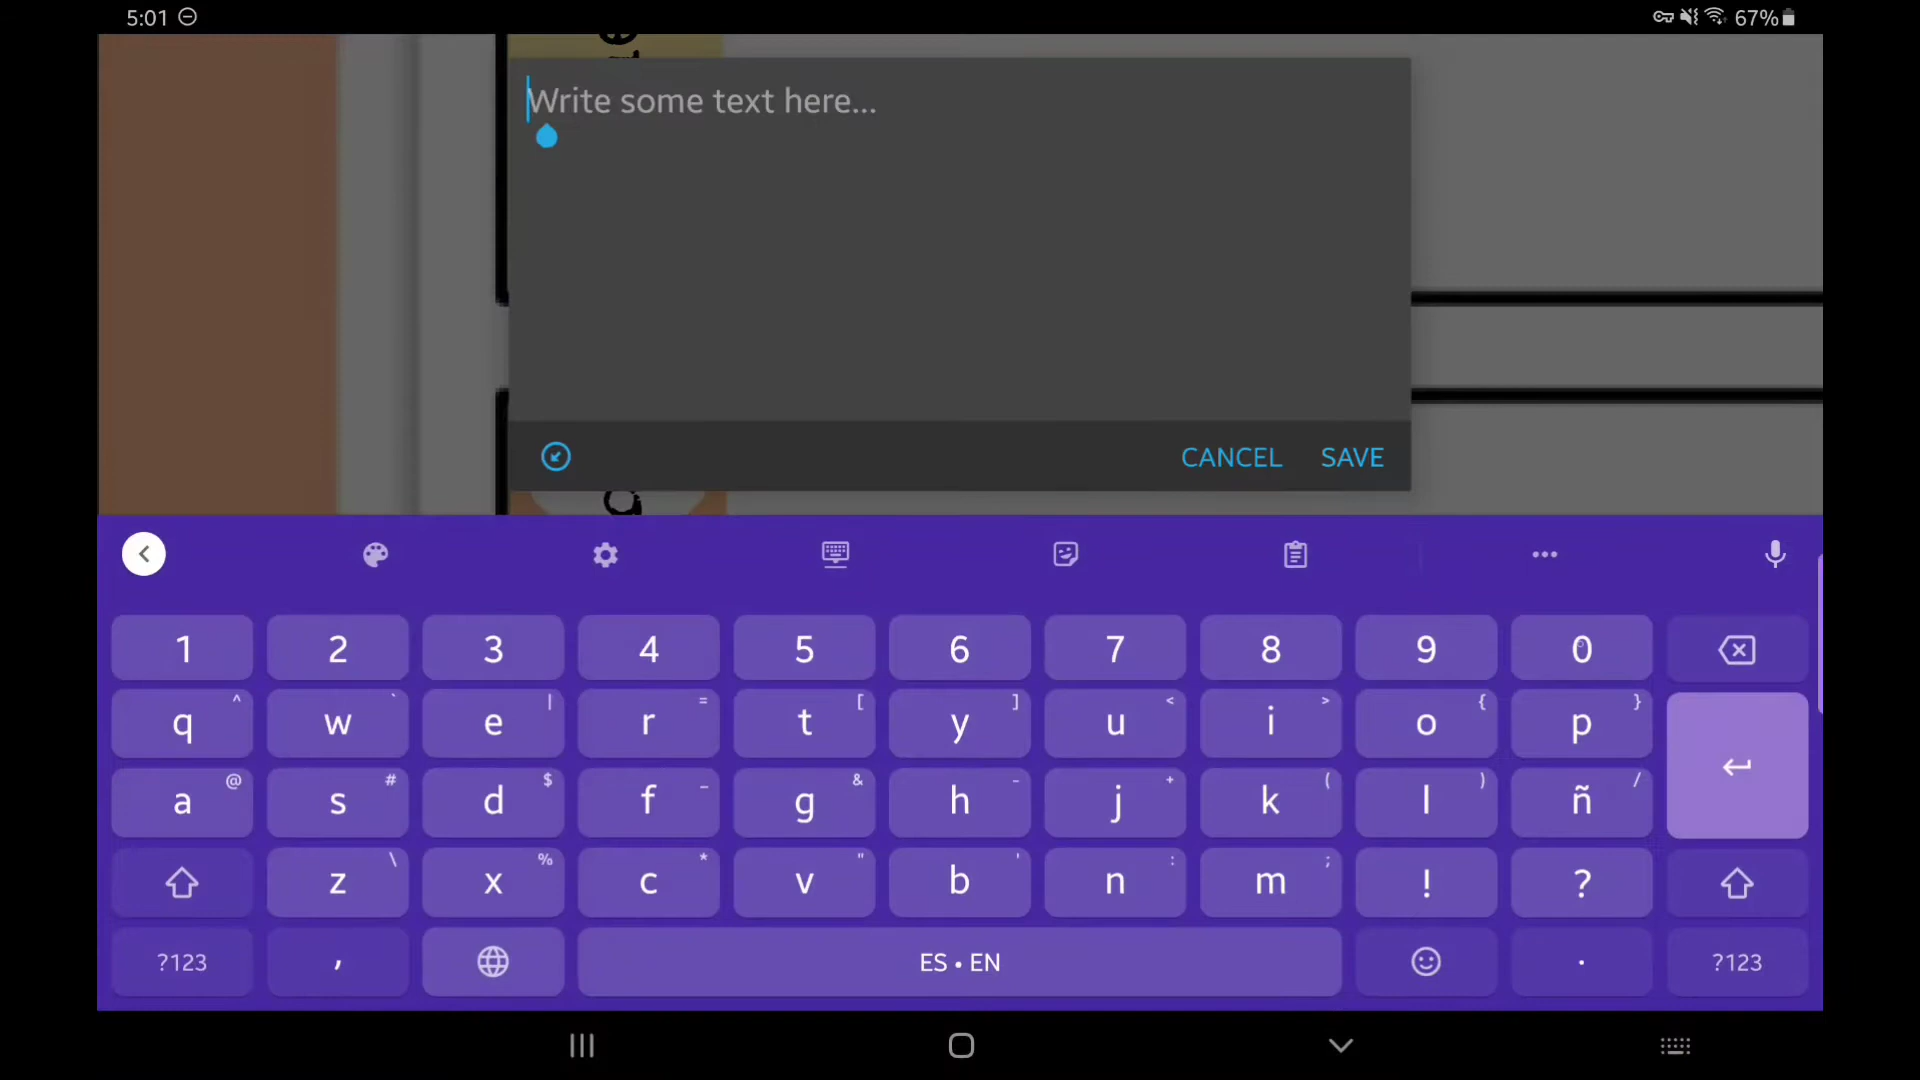 5:01 67%
Write some text here...
CANCEL SAVE
1 2 3 4 5 6 7 8 9 0
q ^ w ` e | r = t [ y ] u < i > o { p }
a @ s # d $ f _ g & h - j + k ( l ) ñ /
z \ x % c * v " b ' n : m ; ! ?
?123 , ES • EN . ?123